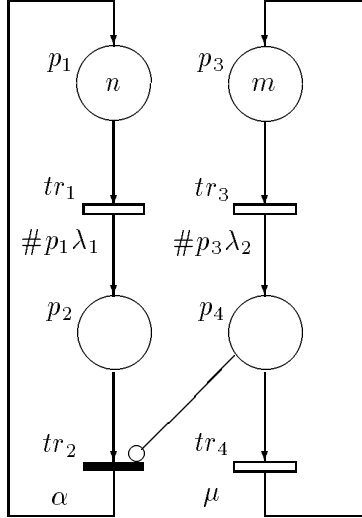 p₁ p₃
n m
tr₁ tr₃
#p₁λ₁ #p₃λ₂
p₂ p₄
tr₂ tr₄
α μ